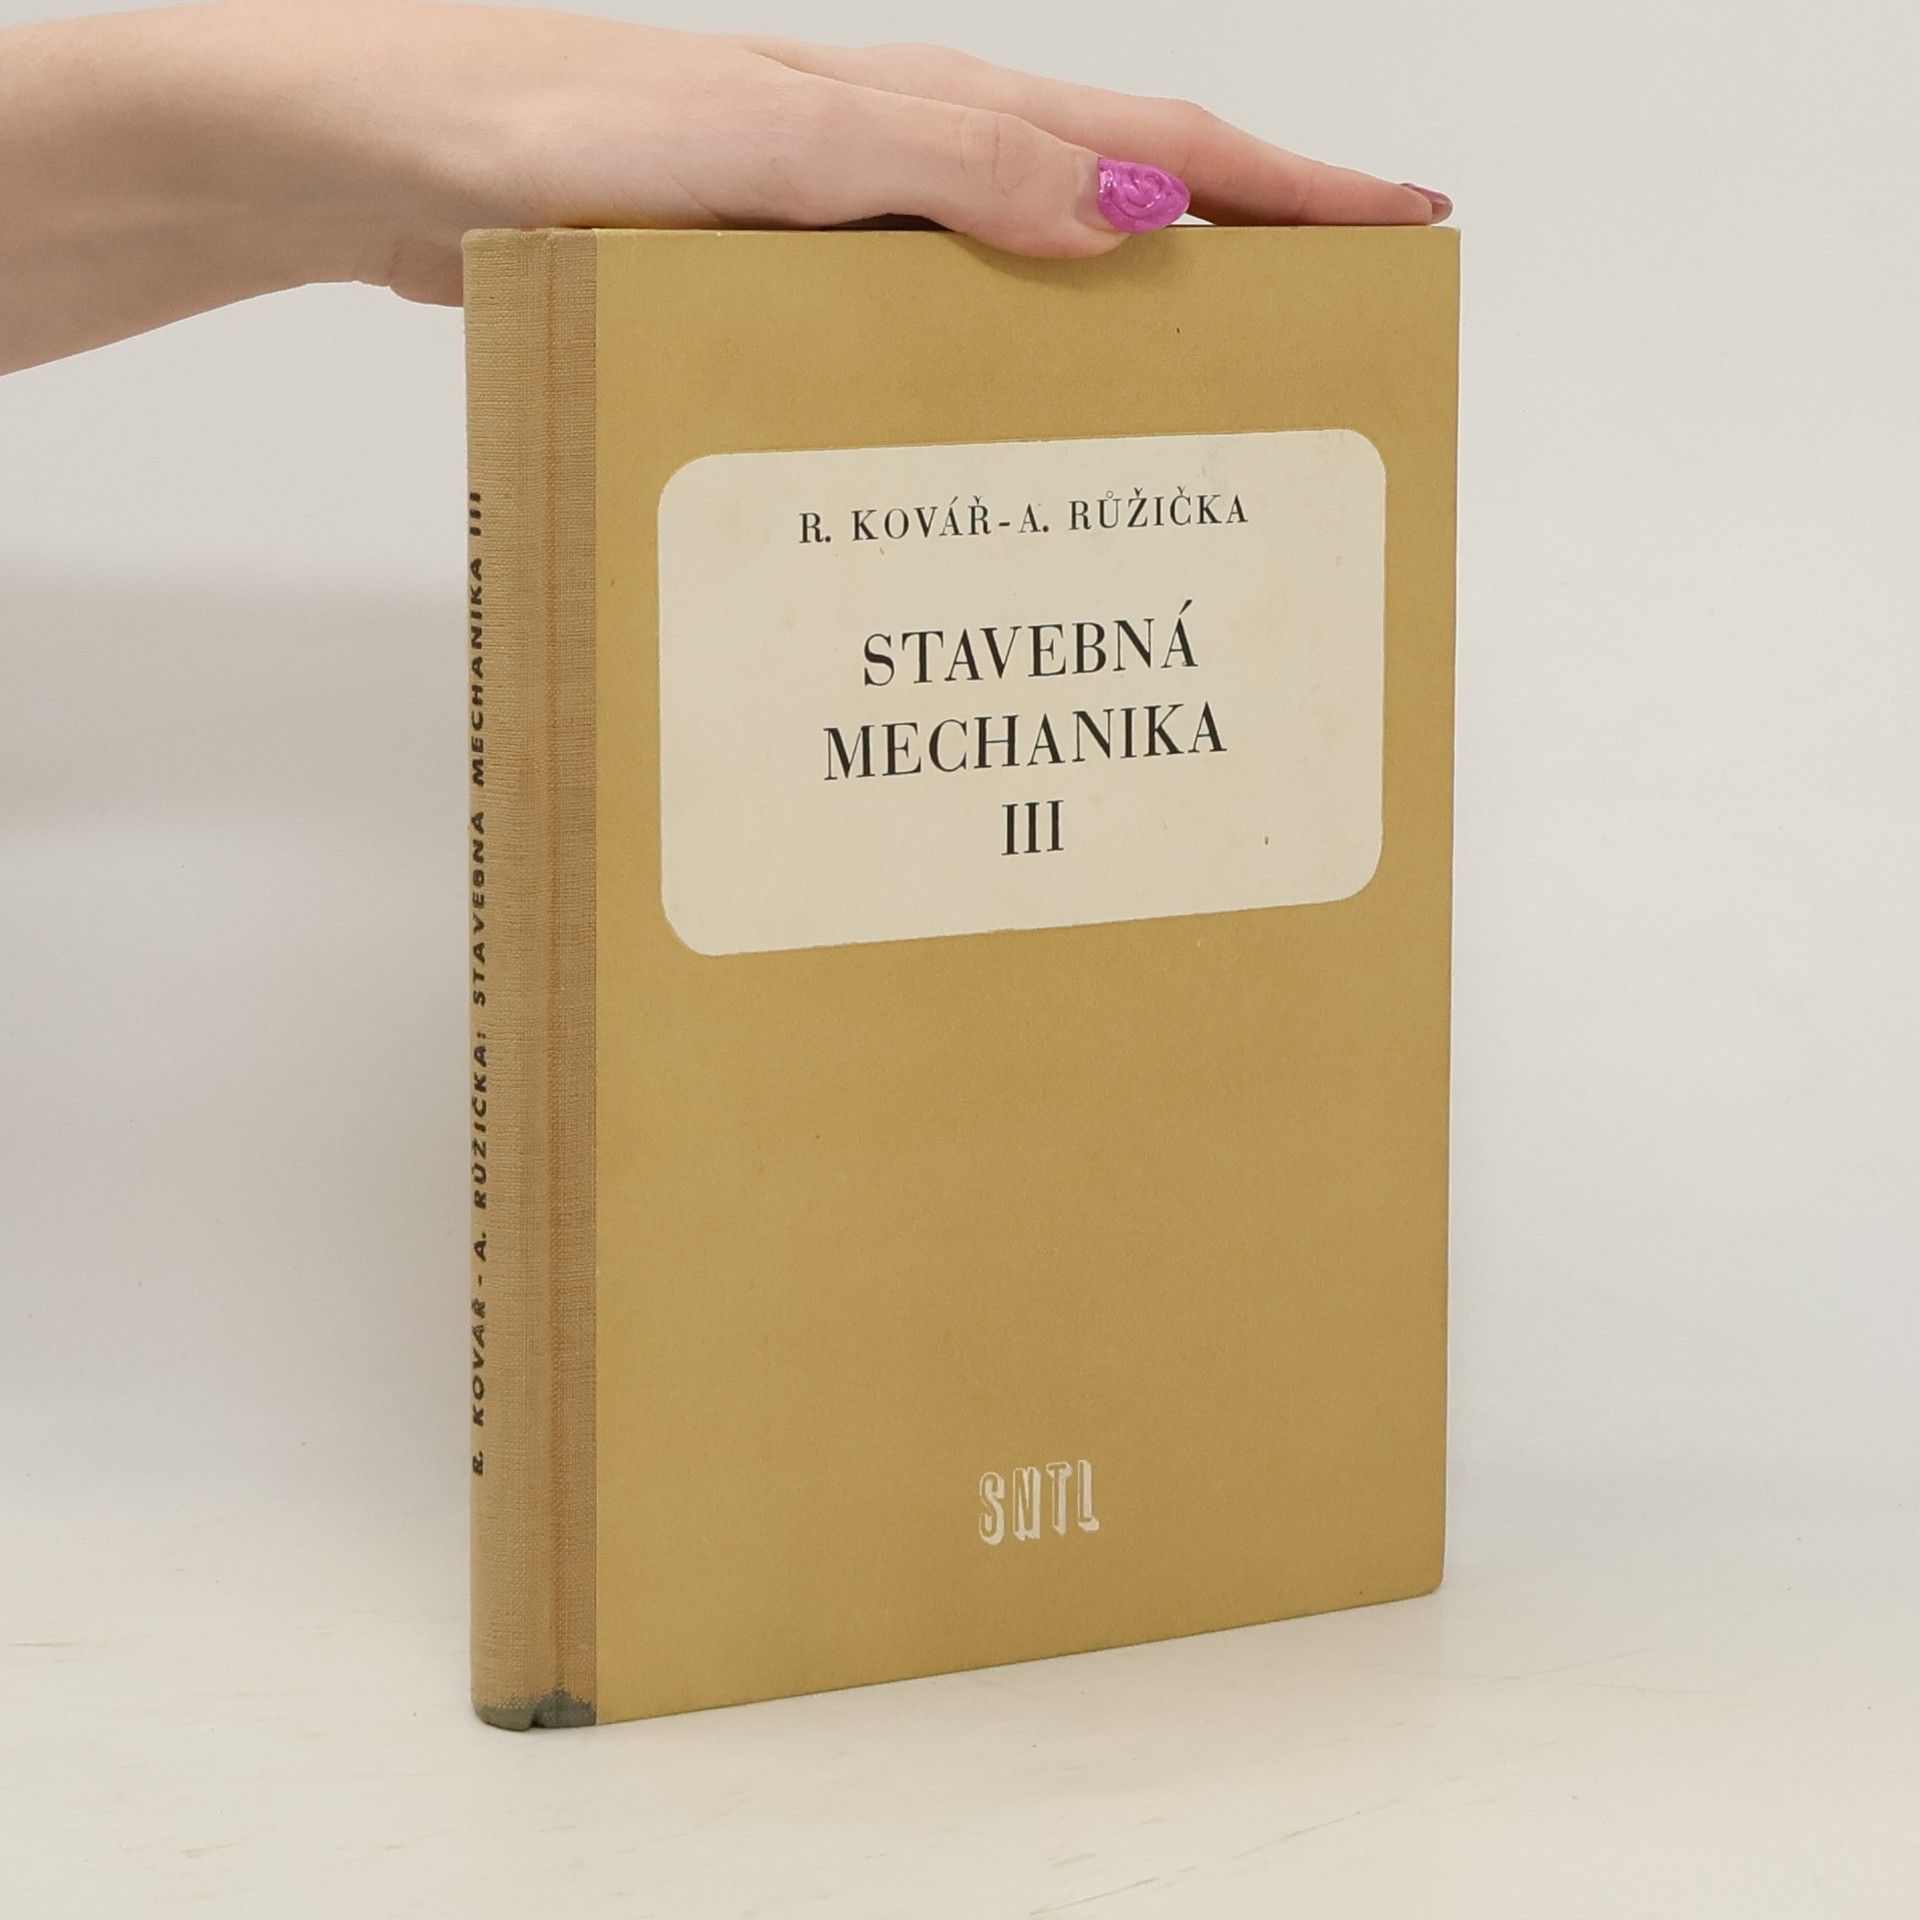 R. KOVÁŘ - A. RŮŽIČKA
STAVEBNÁ
MECHANIKA
III
SNTL
R. KOVÁŘ - A. RŮŽIČKA: STAVEBNÁ MECHANIKA III